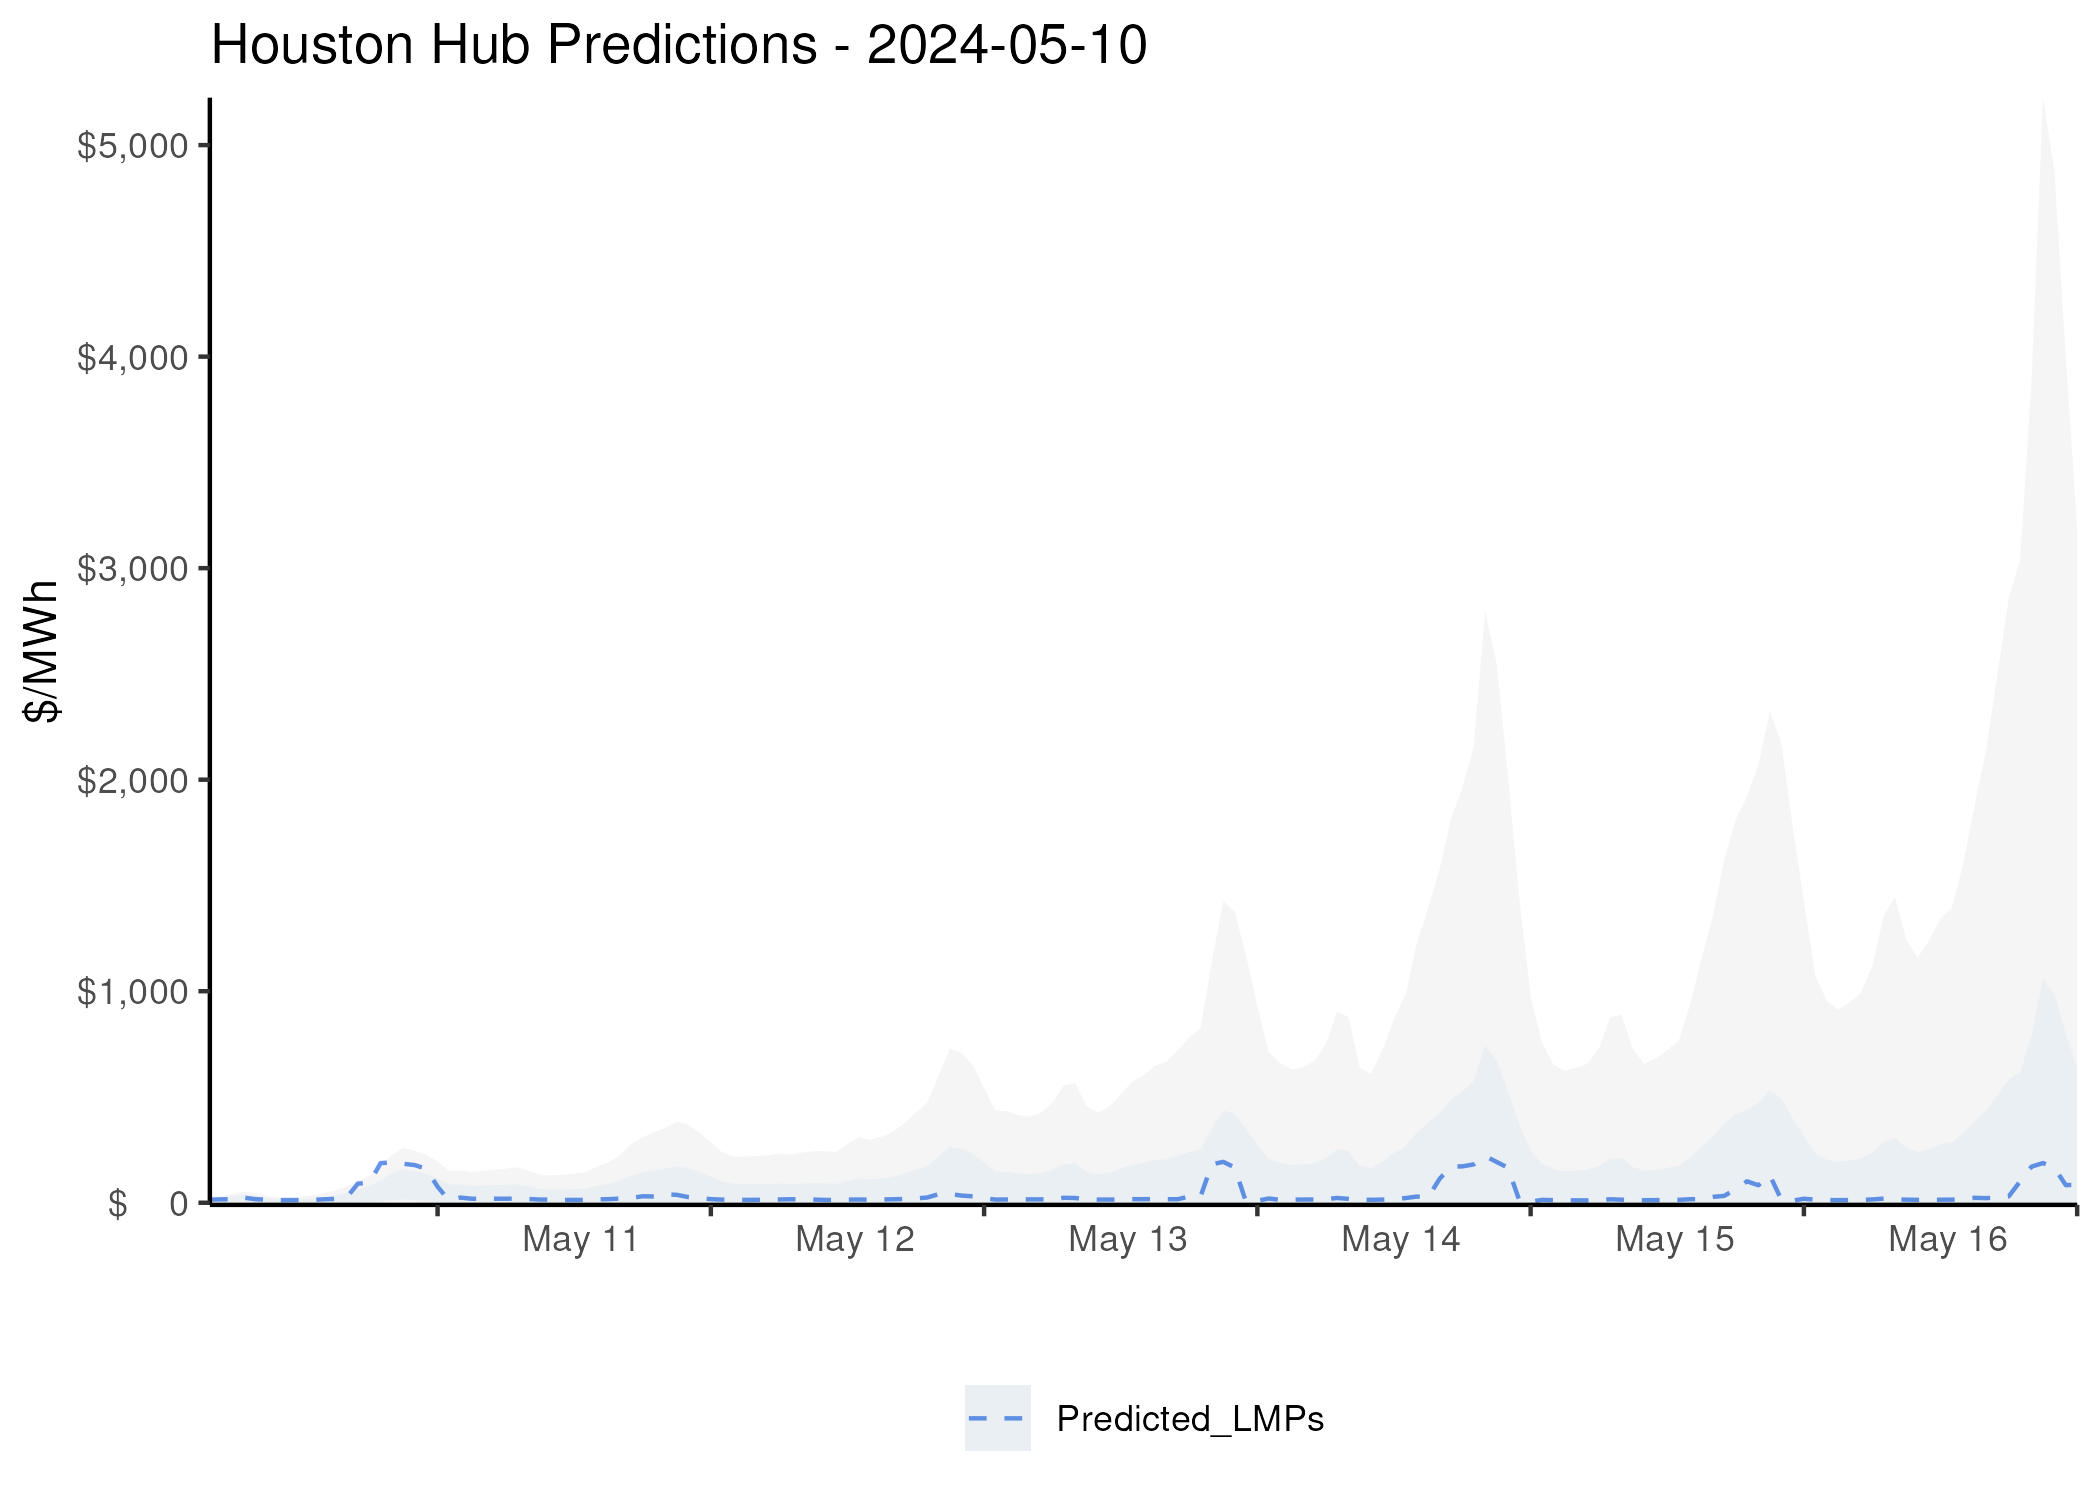 Houston Hub Predictions - 2024-05-10
$/MWh
$5,000
$4,000
$3,000
$2,000
$1,000
$ 0
May 11 May 12 May 13 May 14 May 15 May 16
Predicted_LMPs